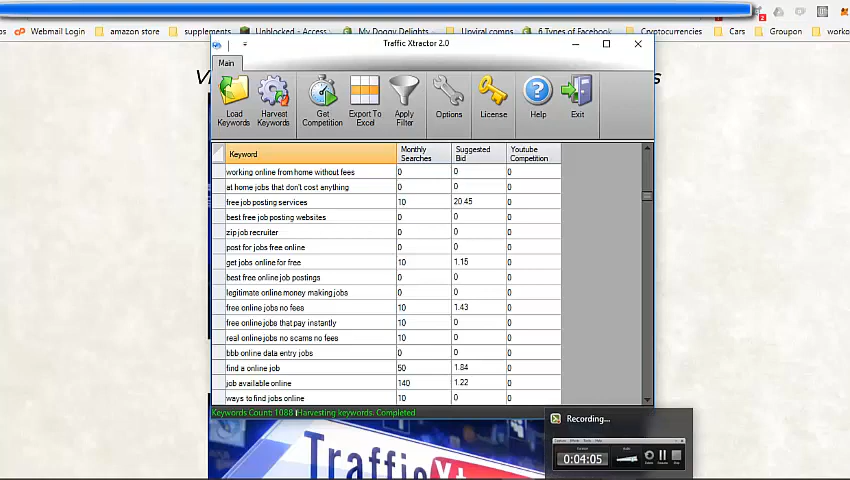 Webmail Login amazon store supplements Unblocked - Access My Doggy Delights Unviral compps 6 Types of Facebook Cryptocurrencies Cars Groupon
Traffic Xtractor 2.0
Main
Load Keywords
Harvest Keywords
Get Competition
Export To Excel
Apply Filter
Options
License
Help
Exit
Keyword Monthly Searches Suggested Bid Youtube Competition
working online from home without fees 0 0 0
at home jobs that don't cost anything 0 0 0
free job posting services 10 20.45 0
best free job posting websites 0 0 0
zip job recruiter 0 0 0
post for jobs free online 0 0 0
get jobs online for free 10 1.15 0
best free online job postings 0 0 0
legitimate online money making jobs 0 0 0
free online jobs no fees 10 1.43 0
free online jobs that pay instantly 10 0 0
real online jobs no scams no fees 10 0 0
bbb online data entry jobs 0 0 0
find a online job 50 1.84 0
job available online 140 1.22 0
ways to find jobs online 10 0 0
Keywords Count: 1088 Harvesting keywords. Completed
Recording...
0:04:05
Traffic